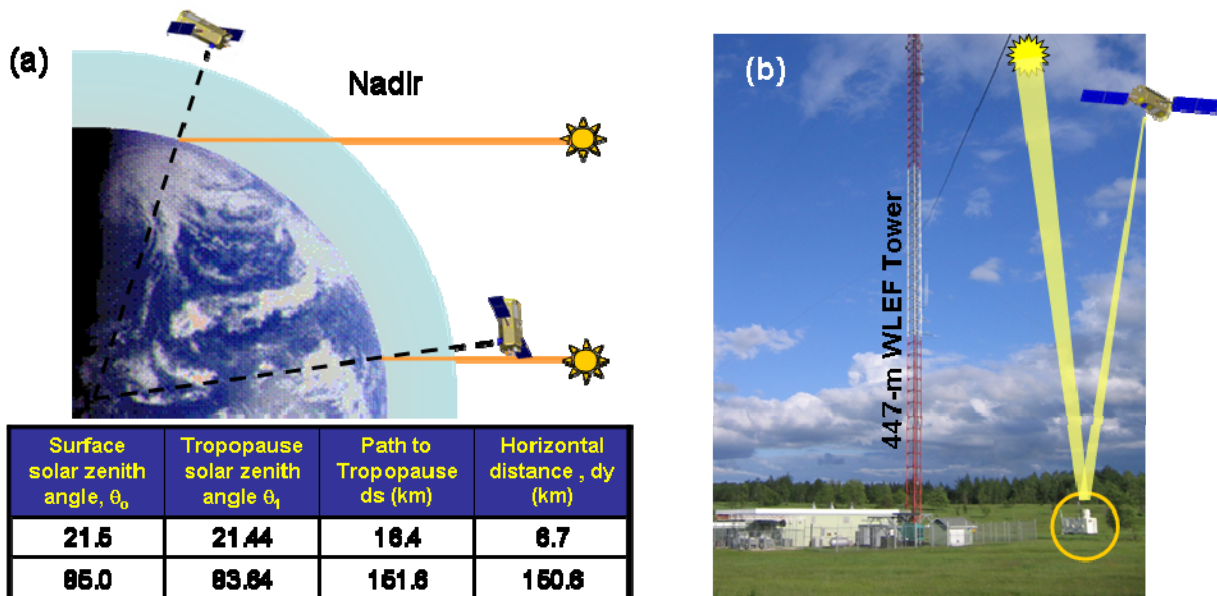 (a)
Nadir
Surface solar zenith angle, θ₀
Tropopause solar zenith angle θ₁
Path to Tropopause ds (km)
Horizontal distance , dy (km)
21.5 21.44 16.4 6.7
85.0 83.64 151.6 150.6
(b)
447-m WLEF Tower